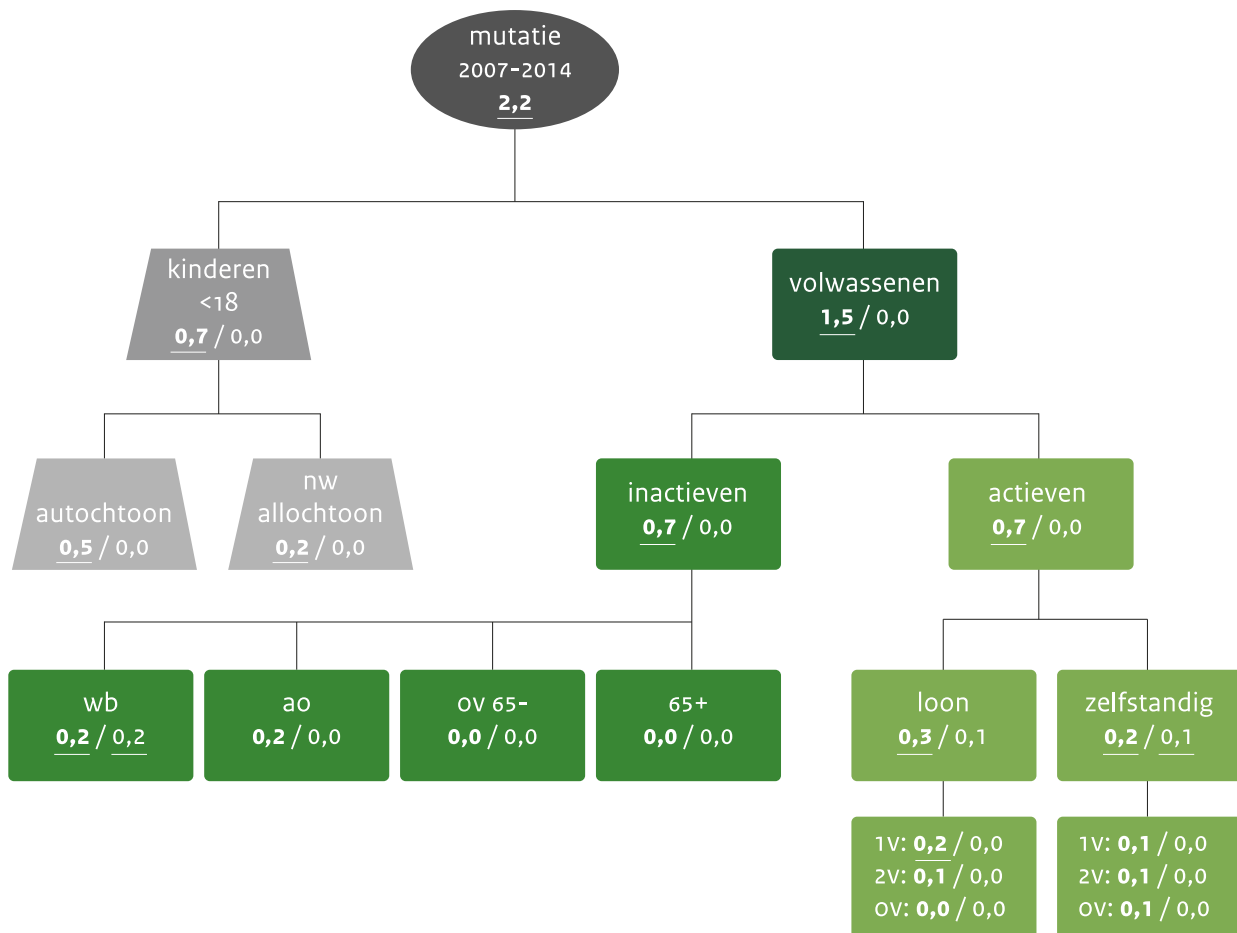 mutatie
2007-2014
2,2
kinderen
<18
0,7 / 0,0
volwassenen
1,5 / 0,0
autochtoon
0,5 / 0,0
nw
allochtoon
0,2 / 0,0
inactieven
0,7 / 0,0
actieven
0,7 / 0,0
wb
0,2 / 0,2
ao
0,2 / 0,0
ov 65-
0,0 / 0,0
65+
0,0 / 0,0
loon
0,3 / 0,1
zelfstandig
0,2 / 0,1
1V: 0,2 / 0,0
2V: 0,1 / 0,0
OV: 0,0 / 0,0
1V: 0,1 / 0,0
2V: 0,1 / 0,0
OV: 0,1 / 0,0